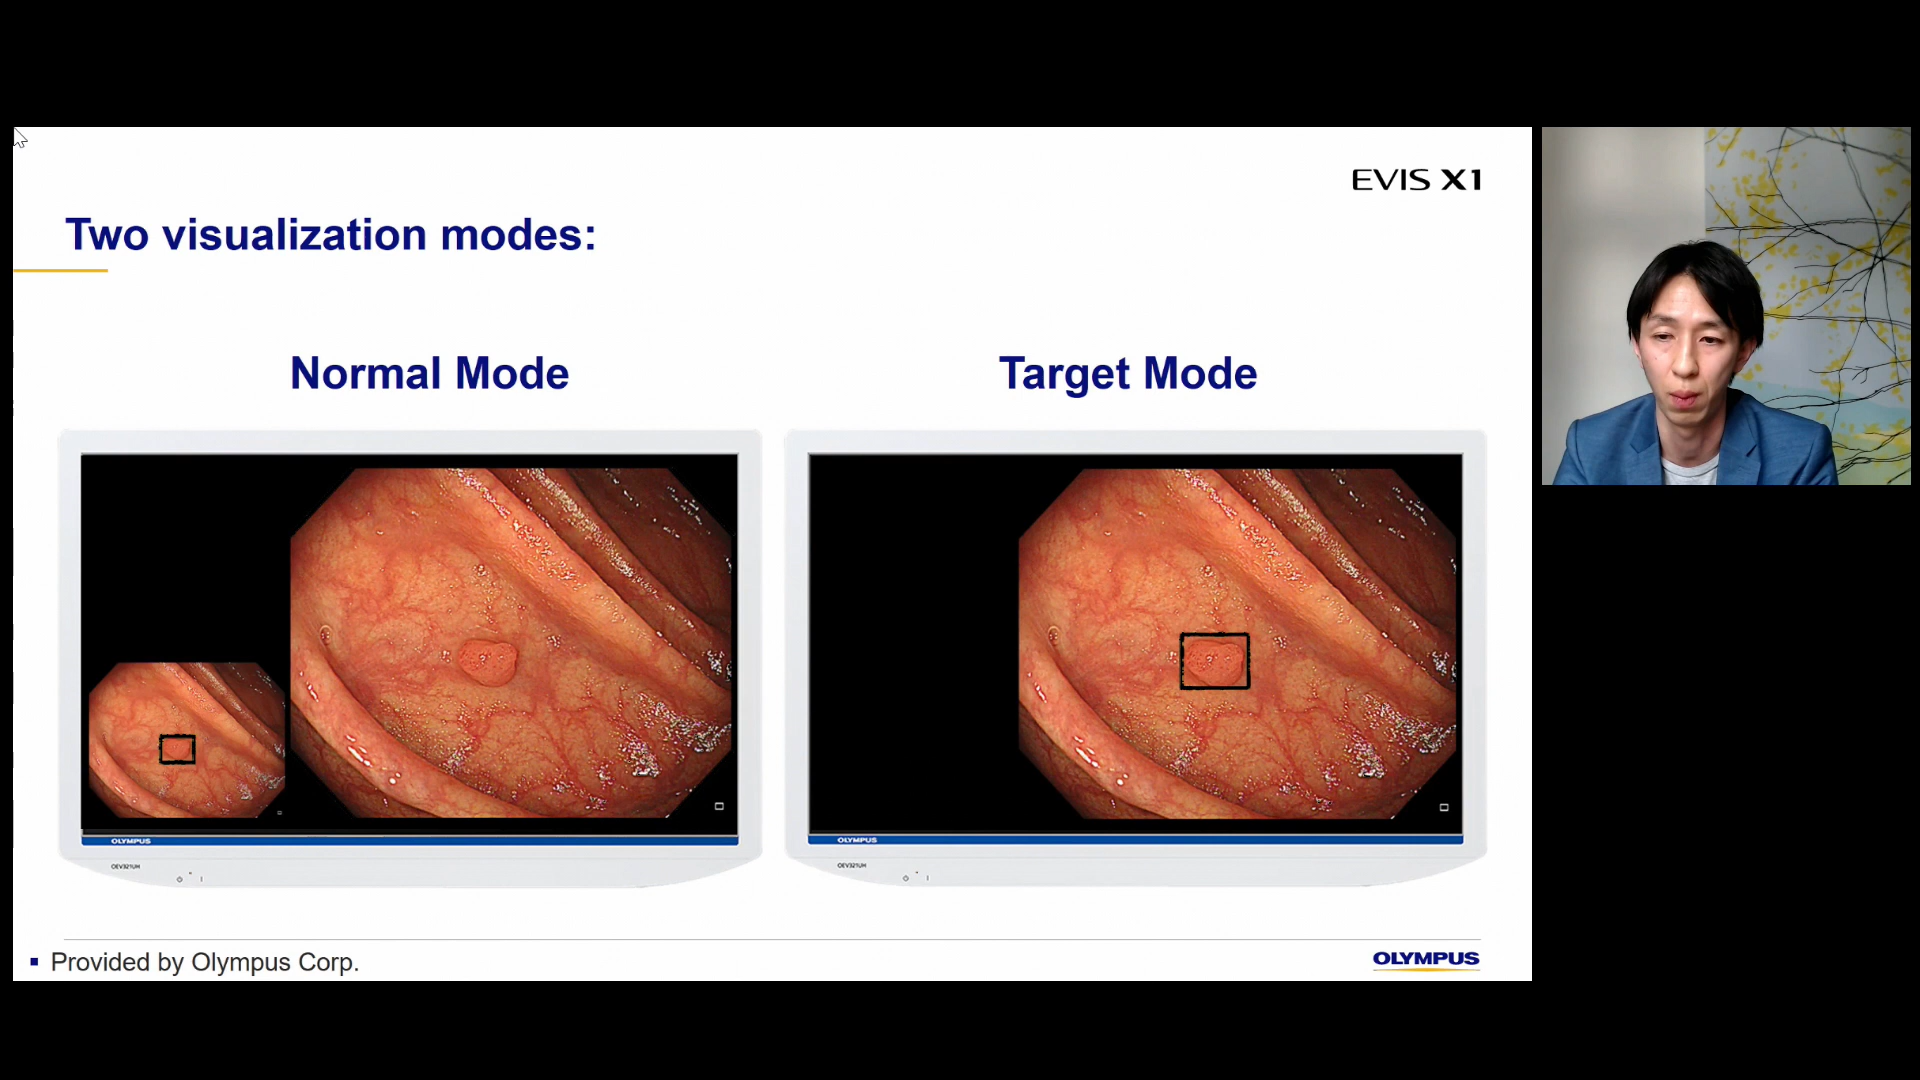 EVIS X1
Two visualization modes:
Normal Mode
Target Mode
OLYMPUS
OEV321UH
OLYMPUS
OEV321UH
Provided by Olympus Corp.
OLYMPUS